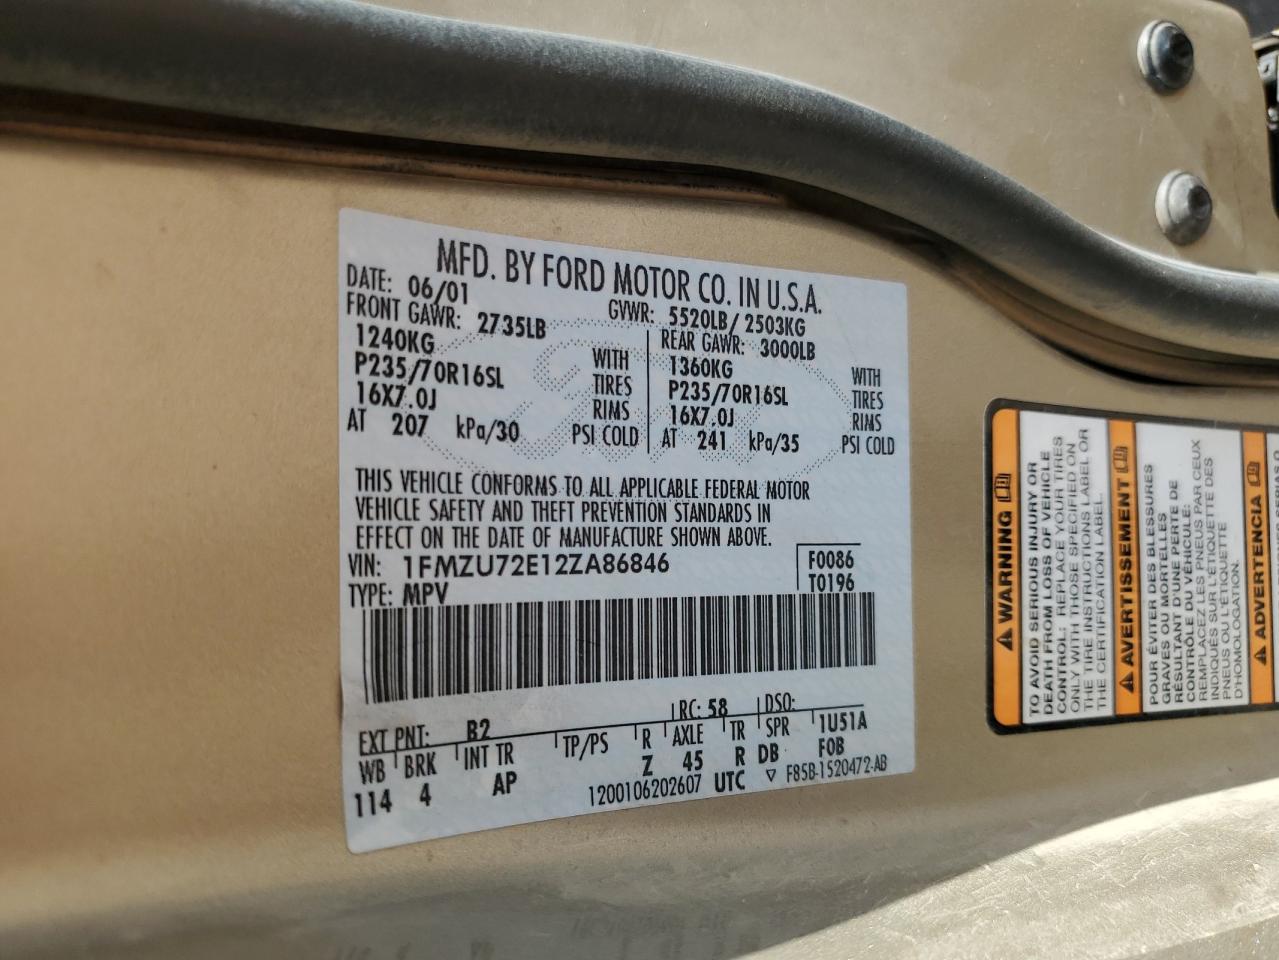 MFD. BY FORD MOTOR CO. IN U.S.A.
DATE: 06/01 GVWR: 5520LB/ 2503KG
FRONT GAWR: 2735LB REAR GAWR: 3000LB
1240KG WITH 1360KG WITH
P235/70R16SL TIRES P235/70R16SL TIRES
16X7.0J RIMS 16X7.0J RIMS
AT 207 kPa/30 PSI COLD AT 241 kPa/35 PSI COLD
THIS VEHICLE CONFORMS TO ALL APPLICABLE FEDERAL MOTOR
VEHICLE SAFETY AND THEFT PREVENTION STANDARDS IN
EFFECT ON THE DATE OF MANUFACTURE SHOWN ABOVE.
VIN: 1FMZU72E12ZA86846 F0086
TYPE: MPV T0196
EXT PNT: B2 RC: 58 DSO:
WB BRK INT TR TP/PS R AXLE TR SPR 1U51A
114 4 AP Z 45 R DB FOB
1200106202607 UTC ▽ F85B-1520472-AB
WARNING
TO AVOID SERIOUS INJURY OR
DEATH FROM LOSS OF VEHICLE
CONTROL: REPLACE YOUR TIRES
ONLY WITH THOSE SPECIFIED ON
THE TIRE INSTRUCTIONS LABEL OR
THE CERTIFICATION LABEL.
AVERTISSEMENT
POUR ÉVITER DES BLESSURES
GRAVES OU MORTELLES
RÉSULTANT D'UNE PERTE DE
CONTRÔLE DU VÉHICULE:
REMPLACEZ LES PNEUS PAR CEUX
INDIQUÉS SUR L'ÉTIQUETTE DES
PNEUS OU L'ÉTIQUETTE
D'HOMOLOGATION.
ADVERTENCIA